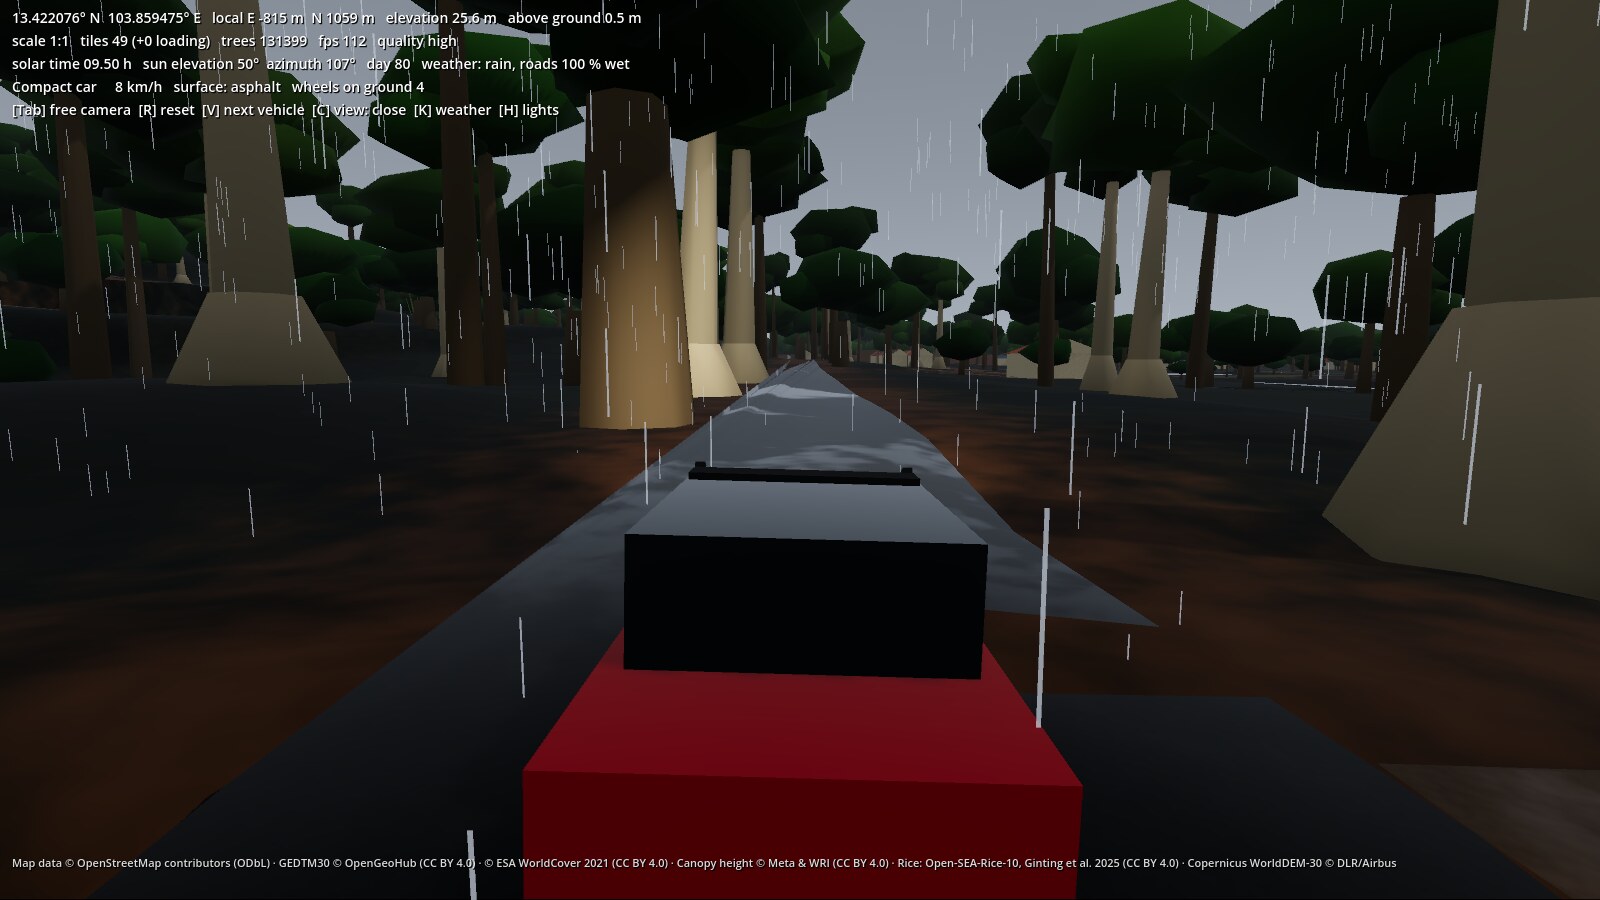 13.422076° N  103.859475° E   local E -815 m  N 1059 m   elevation 25.6 m   above ground 0.5 m
scale 1:1   tiles 49 (+0 loading)   trees 131399   fps 112   quality high
solar time 09.50 h   sun elevation 50°  azimuth 107°   day 80   weather: rain, roads 100 % wet
Compact car     8 km/h   surface: asphalt   wheels on ground 4
[Tab] free camera  [R] reset  [V] next vehicle  [C] view: close  [K] weather  [H] lights
Map data © OpenStreetMap contributors (ODbL) · GEDTM30 © OpenGeoHub (CC BY 4.0) · © ESA WorldCover 2021 (CC BY 4.0) · Canopy height © Meta & WRI (CC BY 4.0) · Rice: Open-SEA-Rice-10, Ginting et al. 2025 (CC BY 4.0) · Copernicus WorldDEM-30 © DLR/Airbus